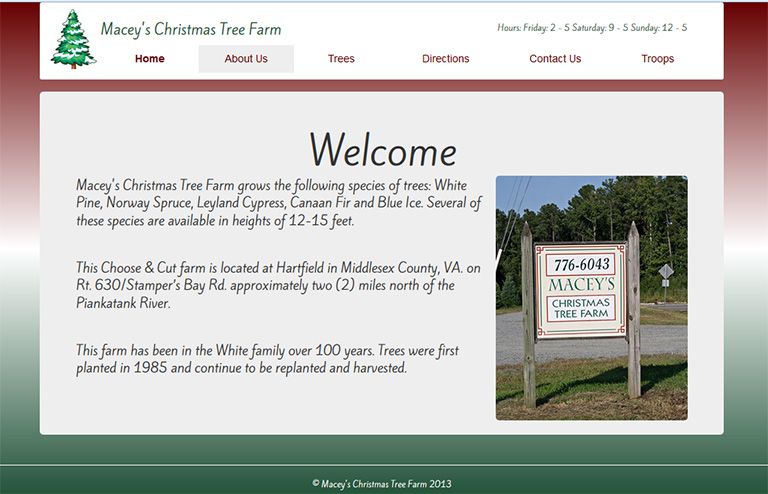 Macey's Christmas Tree Farm
Hours: Friday: 2 - 5 Saturday: 9 - 5 Sunday: 12 - 5
Home About Us Trees Directions Contact Us Troops
Welcome
Macey's Christmas Tree Farm grows the following species of trees: White
Pine, Norway Spruce, Leyland Cypress, Canaan Fir and Blue Ice. Several of
these species are available in heights of 12-15 feet.
This Choose & Cut farm is located at Hartfield in Middlesex County, VA. on
Rt. 630/Stamper's Bay Rd. approximately two (2) miles north of the
Piankatank River.
This farm has been in the White family over 100 years. Trees were first
planted in 1985 and continue to be replanted and harvested.
776-6043
MACEY'S
CHRISTMAS
TREE FARM
© Macey's Christmas Tree Farm 2013